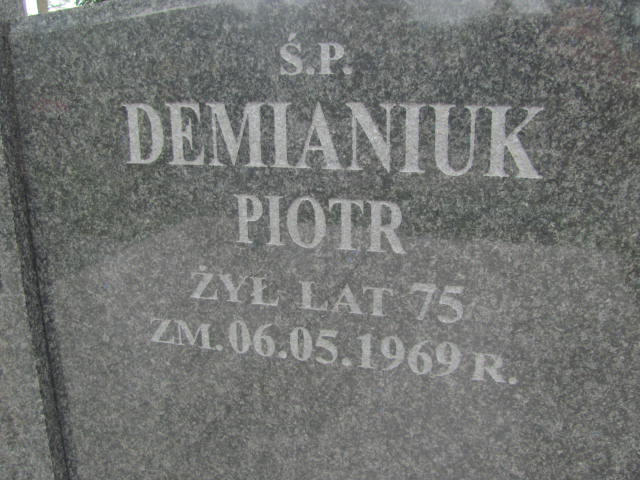 Ś.P.
DEMIANIUK
PIOTR
ŻYŁ LAT 75
ZM. 06.05.1969 R.